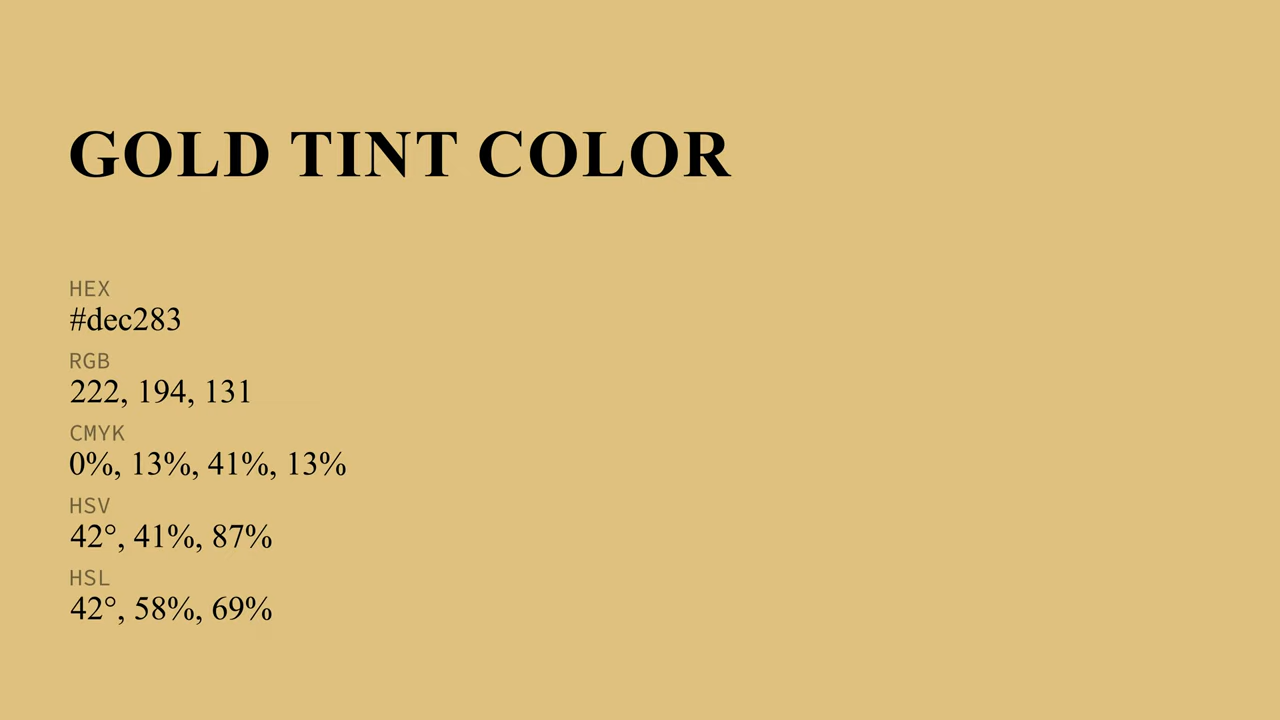 GOLD TINT COLOR
HEX
#dec283
RGB
222, 194, 131
CMYK
0%, 13%, 41%, 13%
HSV
42°, 41%, 87%
HSL
42°, 58%, 69%